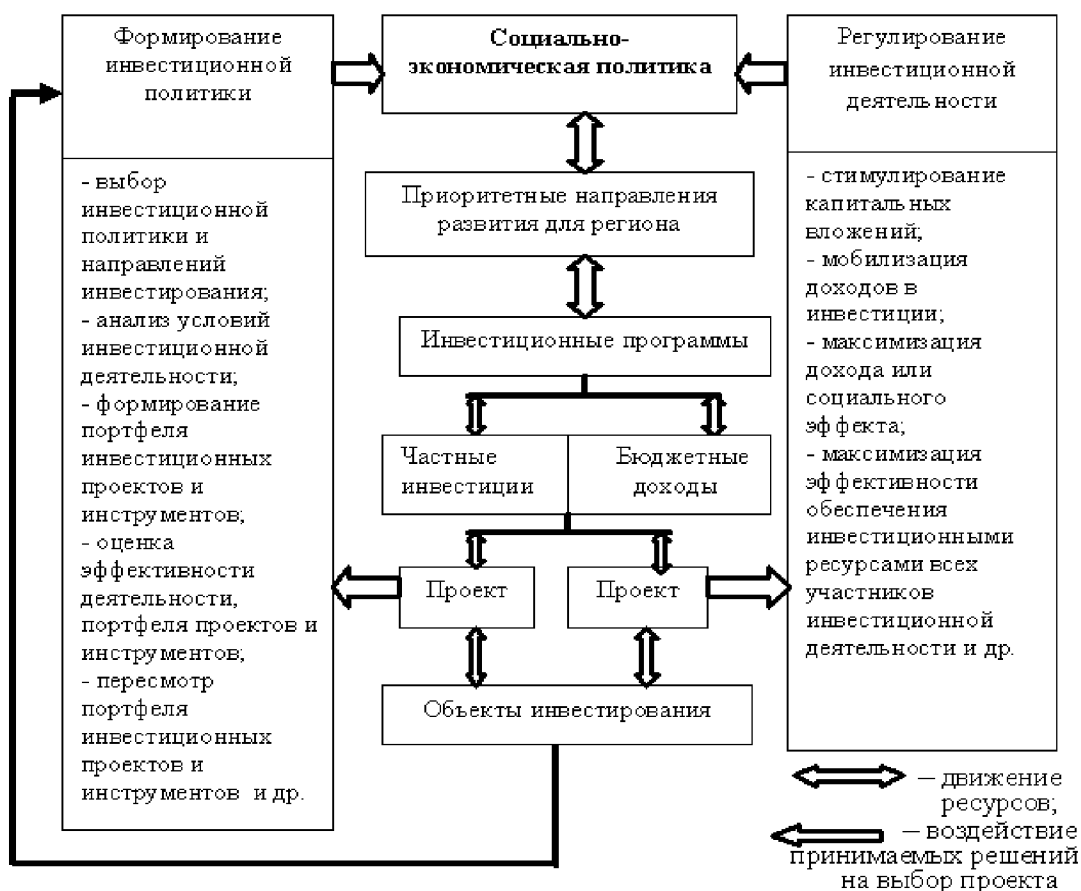 Формирование
инвестиционной
политики
- выбор
инвестиционной
политики и
направлений
инвестирования;
- анализ условий
инвестиционной
деятельности;
- формирование
портфеля
инвестиционных
проектов и
инструментов;
- оценка
эффективности
деятельности,
портфеля проектов и
инструментов;
- пересмотр
портфеля
инвестиционных
проектов и
инструментов и др.
Социально-
экономическая политика
Приоритетные направления
развития для региона
Инвестиционные программы
Частные
инвестиции
Бюджетные
доходы
Проект
Проект
Объекты инвестирования
Регулирование
инвестиционной
деятельности
- стимулирование
капитальных
вложений;
- мобилизация
доходов в
инвестиции;
- максимизация
дохода или
социального
эффекта;
- максимизация
эффективности
обеспечения
инвестиционными
ресурсами всех
участников
инвестиционной
деятельности и др.
– движение
ресурсов;
– воздействие
принимаемых решений
на выбор проекта